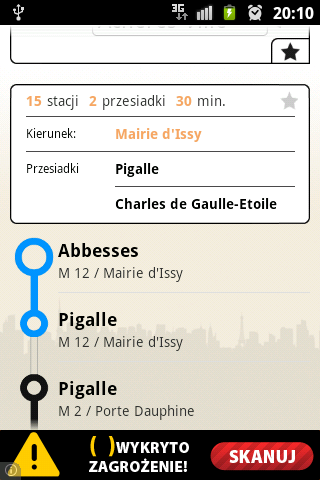 3G 20:10
15 stacji 2 przesiadki 30 min.
Kierunek: Mairie d'Issy
Przesiadki Pigalle
Charles de Gaulle-Etoile
Abbesses
M 12 / Mairie d'Issy
Pigalle
M 12 / Mairie d'Issy
Pigalle
M 2 / Porte Dauphine
( ) WYKRYTO
ZAGROŻENIE!
SKANUJ